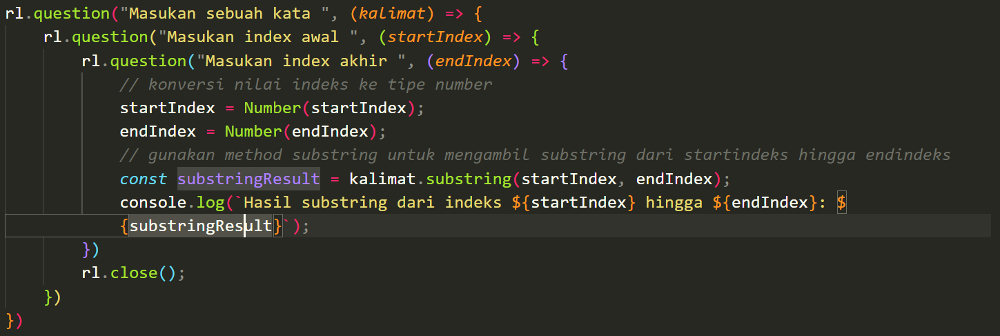 rl.question("Masukan sebuah kata ", (kalimat) => {
    rl.question("Masukan index awal ", (startIndex) => {
        rl.question("Masukan index akhir ", (endIndex) => {
            // konversi nilai indeks ke tipe number
            startIndex = Number(startIndex);
            endIndex = Number(endIndex);
            // gunakan method substring untuk mengambil substring dari startindeks hingga endindeks
            const substringResult = kalimat.substring(startIndex, endIndex);
            console.log(`Hasil substring dari indeks ${startIndex} hingga ${endIndex}: $
            {substringResult}`);
        })
        rl.close();
    })
})